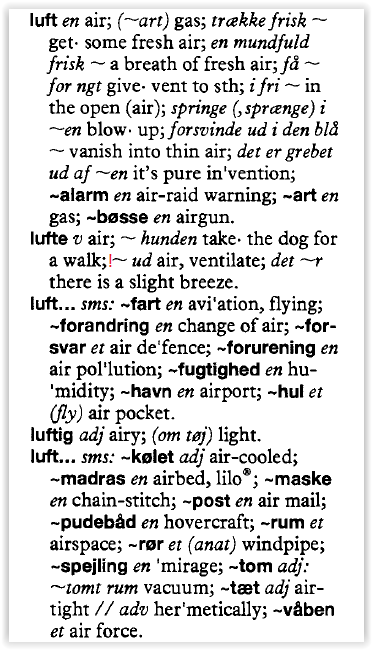 luft en air; (~art) gas; trække frisk ~
get· some fresh air; en mundfuld
frisk ~ a breath of fresh air; få ~
for ngt give· vent to sth; i fri ~ in
the open (air); springe (,sprænge) i
~en blow· up; forsvinde ud i den blå
~ vanish into thin air; det er grebet
ud af ~en it's pure in'vention;
~alarm en air-raid warning; ~art en
gas; ~bøsse en airgun.
lufte v air; ~ hunden take· the dog for
a walk;!~ ud air, ventilate; det ~r
there is a slight breeze.
luft... sms: ~fart en avi'ation, flying;
~forandring en change of air; ~for-
svar et air de'fence; ~forurening en
air pol'lution; ~fugtighed en hu-
'midity; ~havn en airport; ~hul et
(fly) air pocket.
luftig adj airy; (om tøj) light.
luft... sms: ~kølet adj air-cooled;
~madras en airbed, lilo®; ~maske
en chain-stitch; ~post en air mail;
~pudebåd en hovercraft; ~rum et
airspace; ~rør et (anat) windpipe;
~spejling en 'mirage; ~tom adj:
~tomt rum vacuum; ~tæt adj air-
tight // adv her'metically; ~våben
et air force.